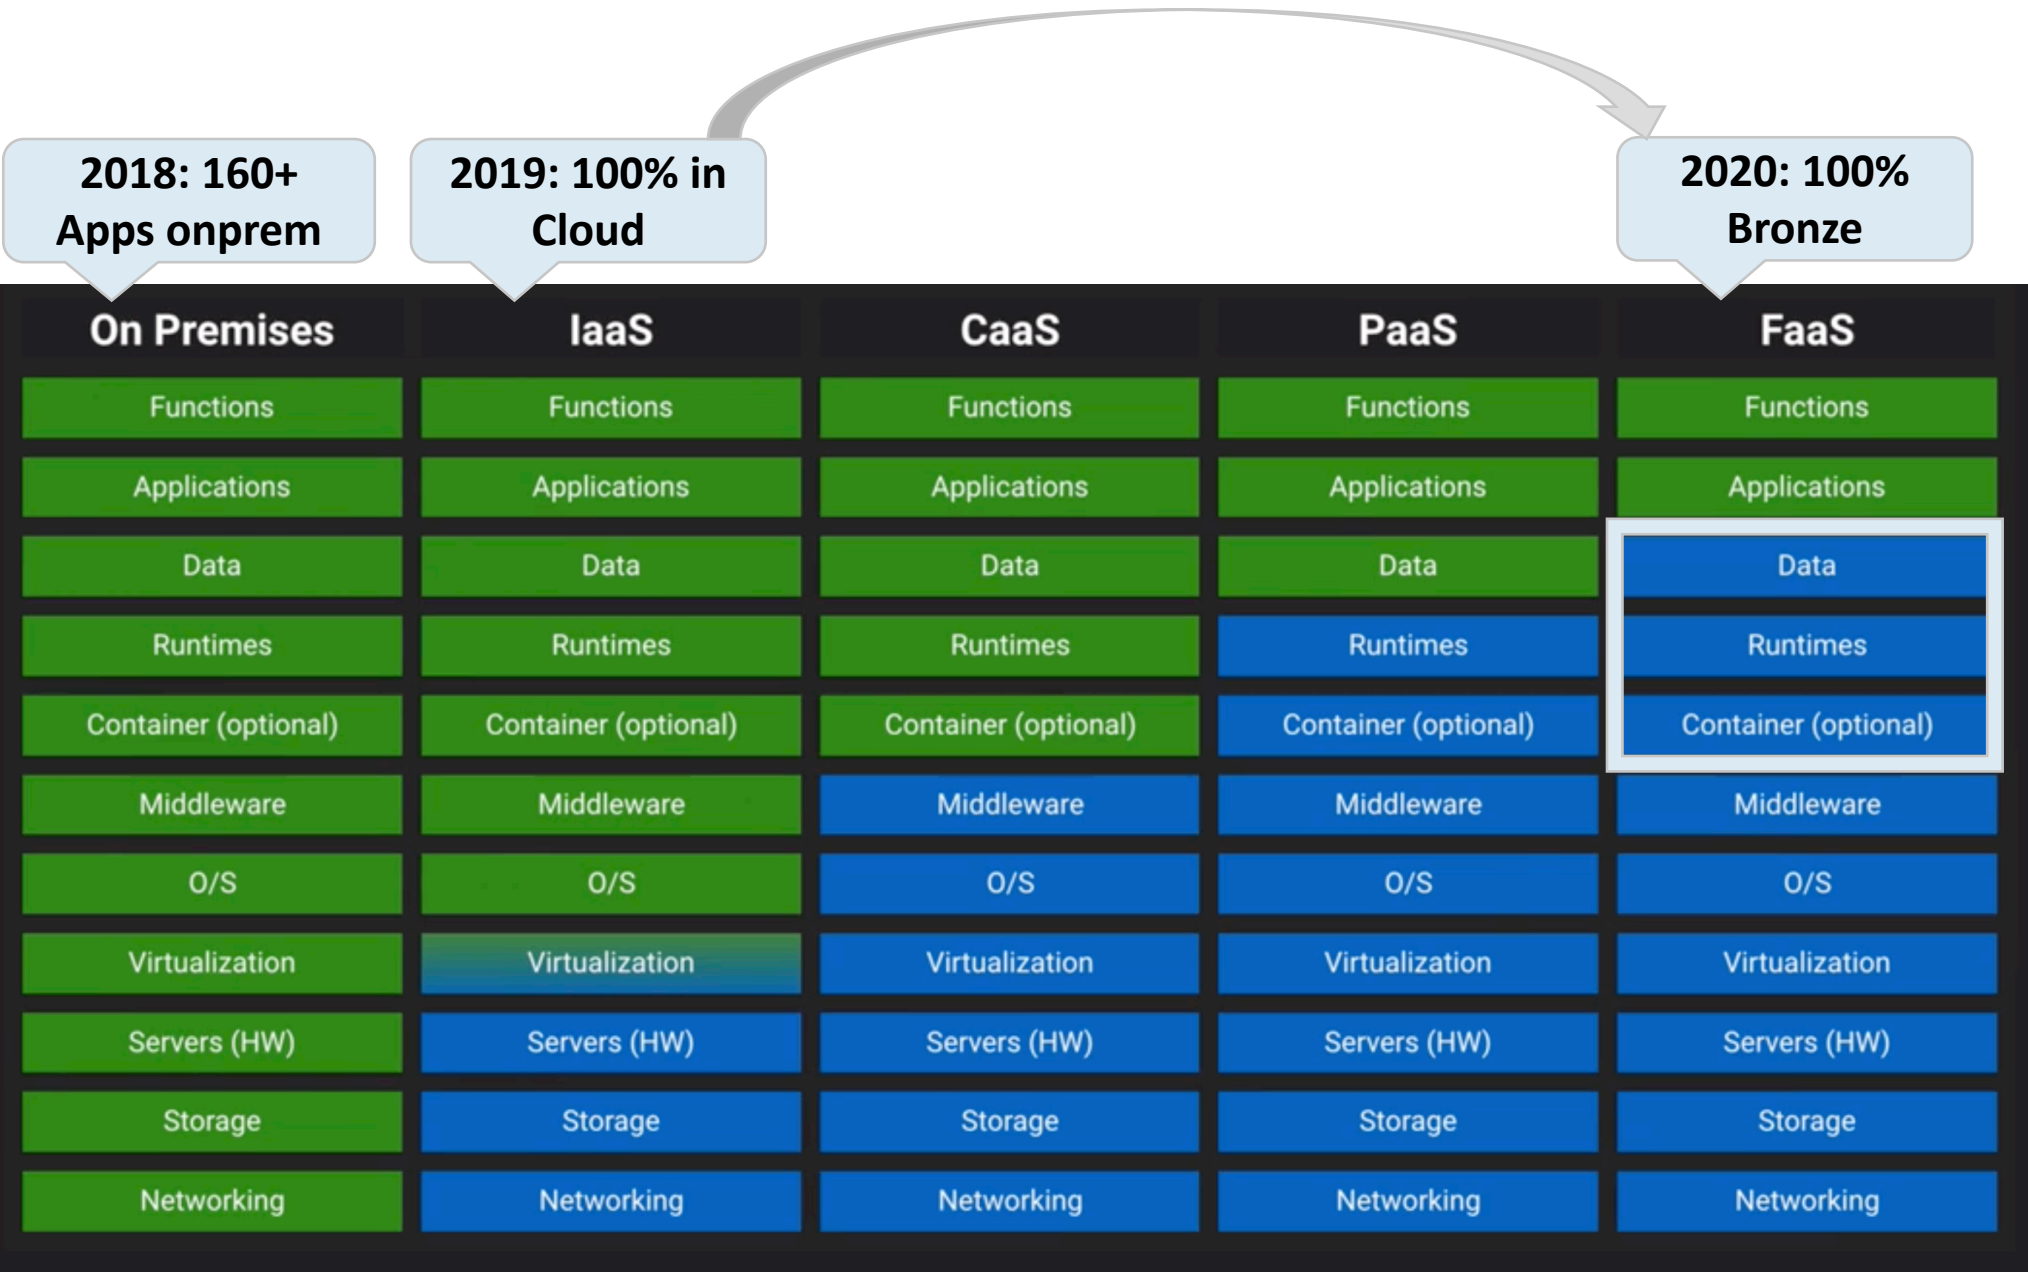 2018: 160+
Apps onprem
2019: 100% in
Cloud
2020: 100%
Bronze
On Premises IaaS CaaS PaaS FaaS
Functions Functions Functions Functions Functions
Applications Applications Applications Applications Applications
Data Data Data Data Data
Runtimes Runtimes Runtimes Runtimes Runtimes
Container (optional) Container (optional) Container (optional) Container (optional) Container (optional)
Middleware Middleware Middleware Middleware Middleware
O/S O/S O/S O/S O/S
Virtualization Virtualization Virtualization Virtualization Virtualization
Servers (HW) Servers (HW) Servers (HW) Servers (HW) Servers (HW)
Storage Storage Storage Storage Storage
Networking Networking Networking Networking Networking